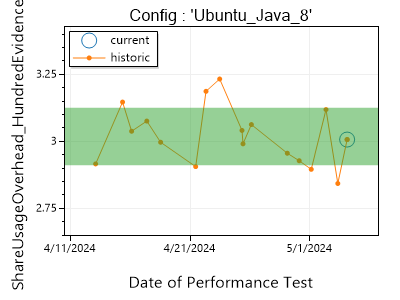 Config : 'Ubuntu_Java_8'
current
historic
ShareUsageOverhead_HundredEvidence
3.25
3
2.75
4/11/2024
4/21/2024
5/1/2024
Date of Performance Test